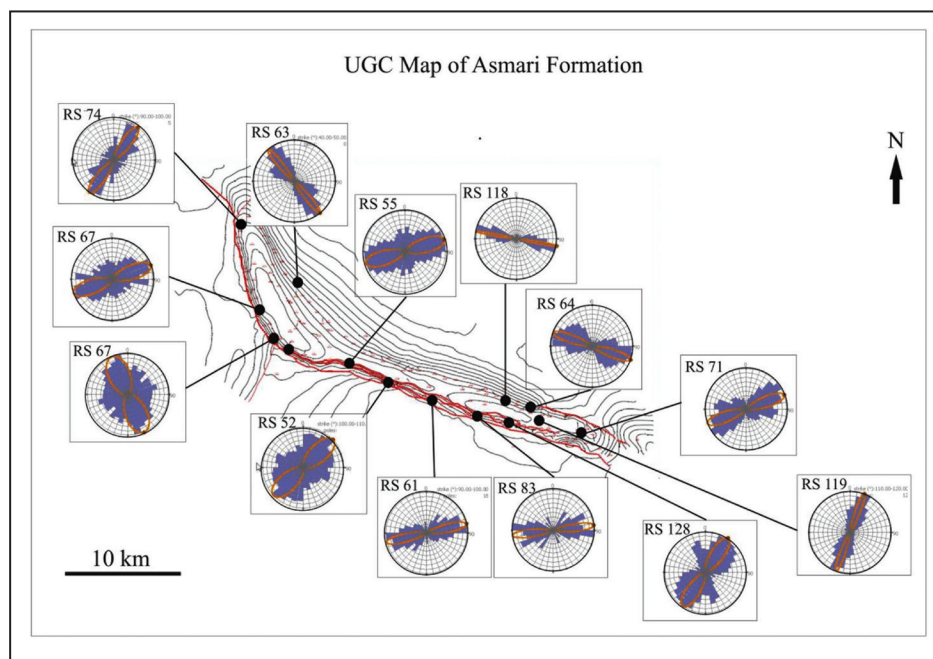 UGC Map of Asmari Formation
N
RS 74
RS 63
RS 55
RS 118
RS 67
RS 64
RS 67
RS 71
RS 52
RS 61
RS 83
RS 128
RS 119
10 km